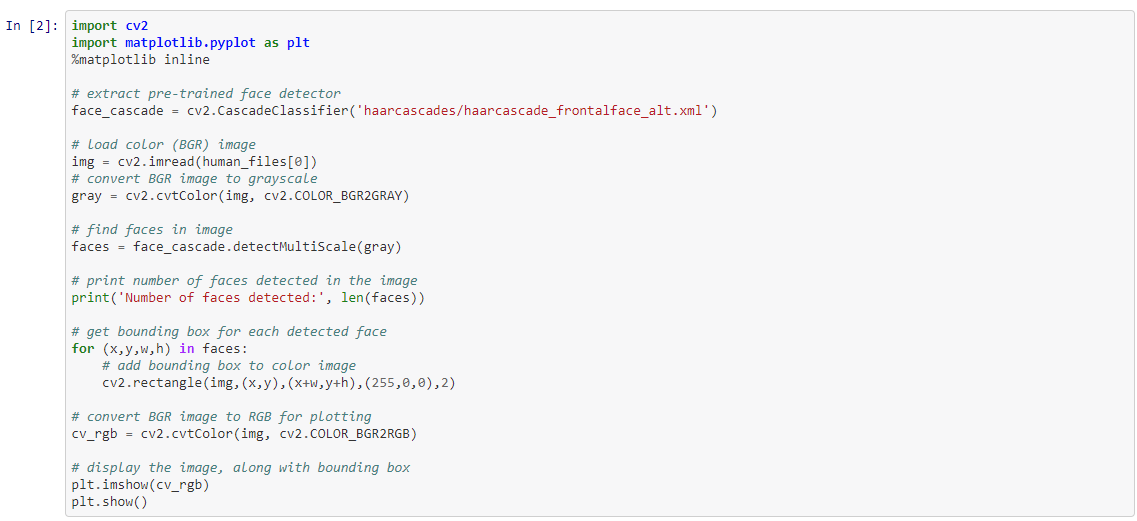 In [2]:
import cv2
import matplotlib.pyplot as plt
%matplotlib inline

# extract pre-trained face detector
face_cascade = cv2.CascadeClassifier('haarcascades/haarcascade_frontalface_alt.xml')

# load color (BGR) image
img = cv2.imread(human_files[0])
# convert BGR image to grayscale
gray = cv2.cvtColor(img, cv2.COLOR_BGR2GRAY)

# find faces in image
faces = face_cascade.detectMultiScale(gray)

# print number of faces detected in the image
print('Number of faces detected:', len(faces))

# get bounding box for each detected face
for (x,y,w,h) in faces:
    # add bounding box to color image
    cv2.rectangle(img,(x,y),(x+w,y+h),(255,0,0),2)

# convert BGR image to RGB for plotting
cv_rgb = cv2.cvtColor(img, cv2.COLOR_BGR2RGB)

# display the image, along with bounding box
plt.imshow(cv_rgb)
plt.show()